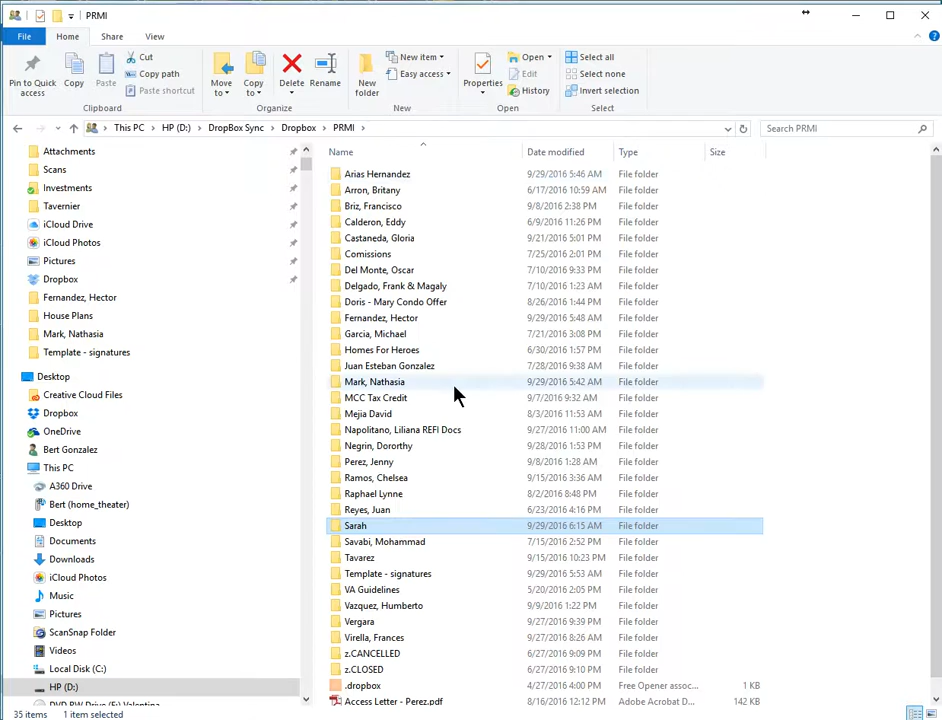 PRMI
File Home Share View
Pin to Quick access
Copy
Paste
Cut
Copy path
Paste shortcut
Clipboard
Move to
Copy to
Delete
Rename
Organize
New folder
New item
Easy access
New
Properties
Open
Edit
History
Open
Select all
Select none
Invert selection
Select
This PC > HP (D:) > DropBox Sync > Dropbox > PRMI >
Search PRMI
Attachments
Scans
Investments
Tavernier
iCloud Drive
iCloud Photos
Pictures
Dropbox
Fernandez, Hector
House Plans
Mark, Nathasia
Template - signatures
Desktop
Creative Cloud Files
Dropbox
OneDrive
Bert Gonzalez
This PC
A360 Drive
Bert (home_theater)
Desktop
Documents
Downloads
iCloud Photos
Music
Pictures
ScanSnap Folder
Videos
Local Disk (C:)
HP (D:)
DVD RW Drive (E:) Valentina
Name Date modified Type Size
Arias Hernandez 9/29/2016 5:46 AM File folder
Arron, Britany 6/17/2016 10:59 AM File folder
Briz, Francisco 9/8/2016 2:38 PM File folder
Calderon, Eddy 6/9/2016 11:26 PM File folder
Castaneda, Gloria 9/21/2016 5:01 PM File folder
Comissions 7/25/2016 2:01 PM File folder
Del Monte, Oscar 7/10/2016 9:33 PM File folder
Delgado, Frank & Magaly 7/10/2016 1:23 AM File folder
Doris - Mary Condo Offer 8/26/2016 1:44 PM File folder
Fernandez, Hector 9/29/2016 5:48 AM File folder
Garcia, Michael 7/21/2016 3:08 PM File folder
Homes For Heroes 6/30/2016 1:57 PM File folder
Juan Esteban Gonzalez 7/28/2016 9:38 AM File folder
Mark, Nathasia 9/29/2016 5:42 AM File folder
MCC Tax Credit 9/7/2016 9:32 AM File folder
Mejia David 8/3/2016 11:53 AM File folder
Napolitano, Liliana REFI Docs 9/27/2016 11:00 AM File folder
Negrin, Dororthy 9/28/2016 1:53 PM File folder
Perez, Jenny 9/8/2016 1:28 AM File folder
Ramos, Chelsea 9/15/2016 3:36 AM File folder
Raphael Lynne 8/2/2016 8:48 PM File folder
Reyes, Juan 6/23/2016 4:16 PM File folder
Sarah 9/29/2016 6:15 AM File folder
Savabi, Mohammad 7/15/2016 2:52 PM File folder
Tavarez 9/15/2016 10:23 PM File folder
Template - signatures 9/29/2016 5:53 AM File folder
VA Guidelines 5/20/2016 2:05 PM File folder
Vazquez, Humberto 9/9/2016 1:22 PM File folder
Vergara 9/27/2016 9:39 PM File folder
Virella, Frances 9/27/2016 8:26 AM File folder
z.CANCELLED 6/27/2016 9:09 PM File folder
z.CLOSED 6/27/2016 9:10 PM File folder
.dropbox 4/27/2016 4:00 PM Free Opener assoc... 1 KB
Access Letter - Perez.pdf 8/16/2016 12:12 PM Adobe Acrobat D... 142 KB
35 items 1 item selected